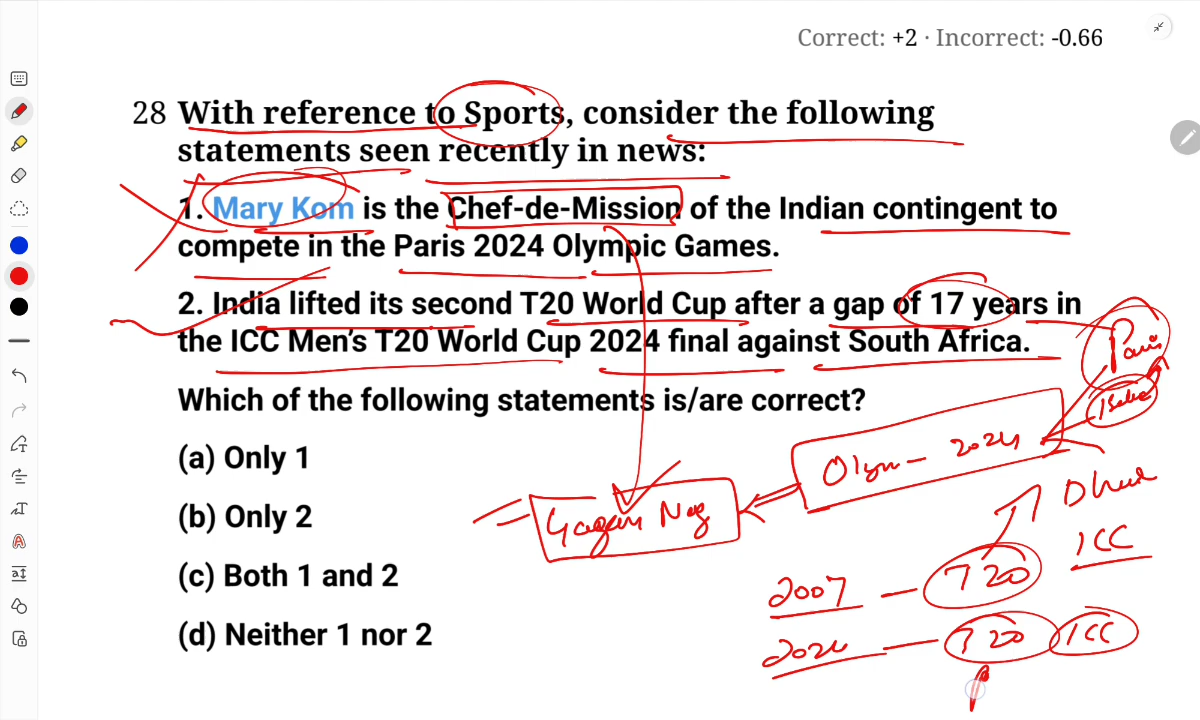 Correct: +2 · Incorrect: -0.66
28 With reference to Sports, consider the following
statements seen recently in news:
1. Mary Kom is the Chef-de-Mission of the Indian contingent to
compete in the Paris 2024 Olympic Games.
2. India lifted its second T20 World Cup after a gap of 17 years in
the ICC Men's T20 World Cup 2024 final against South Africa.
Which of the following statements is/are correct?
(a) Only 1
(b) Only 2
(c) Both 1 and 2
(d) Neither 1 nor 2
Paris
Olym - 2024
Gagan
ICC
2007 - T20
2024 - T20 ICC